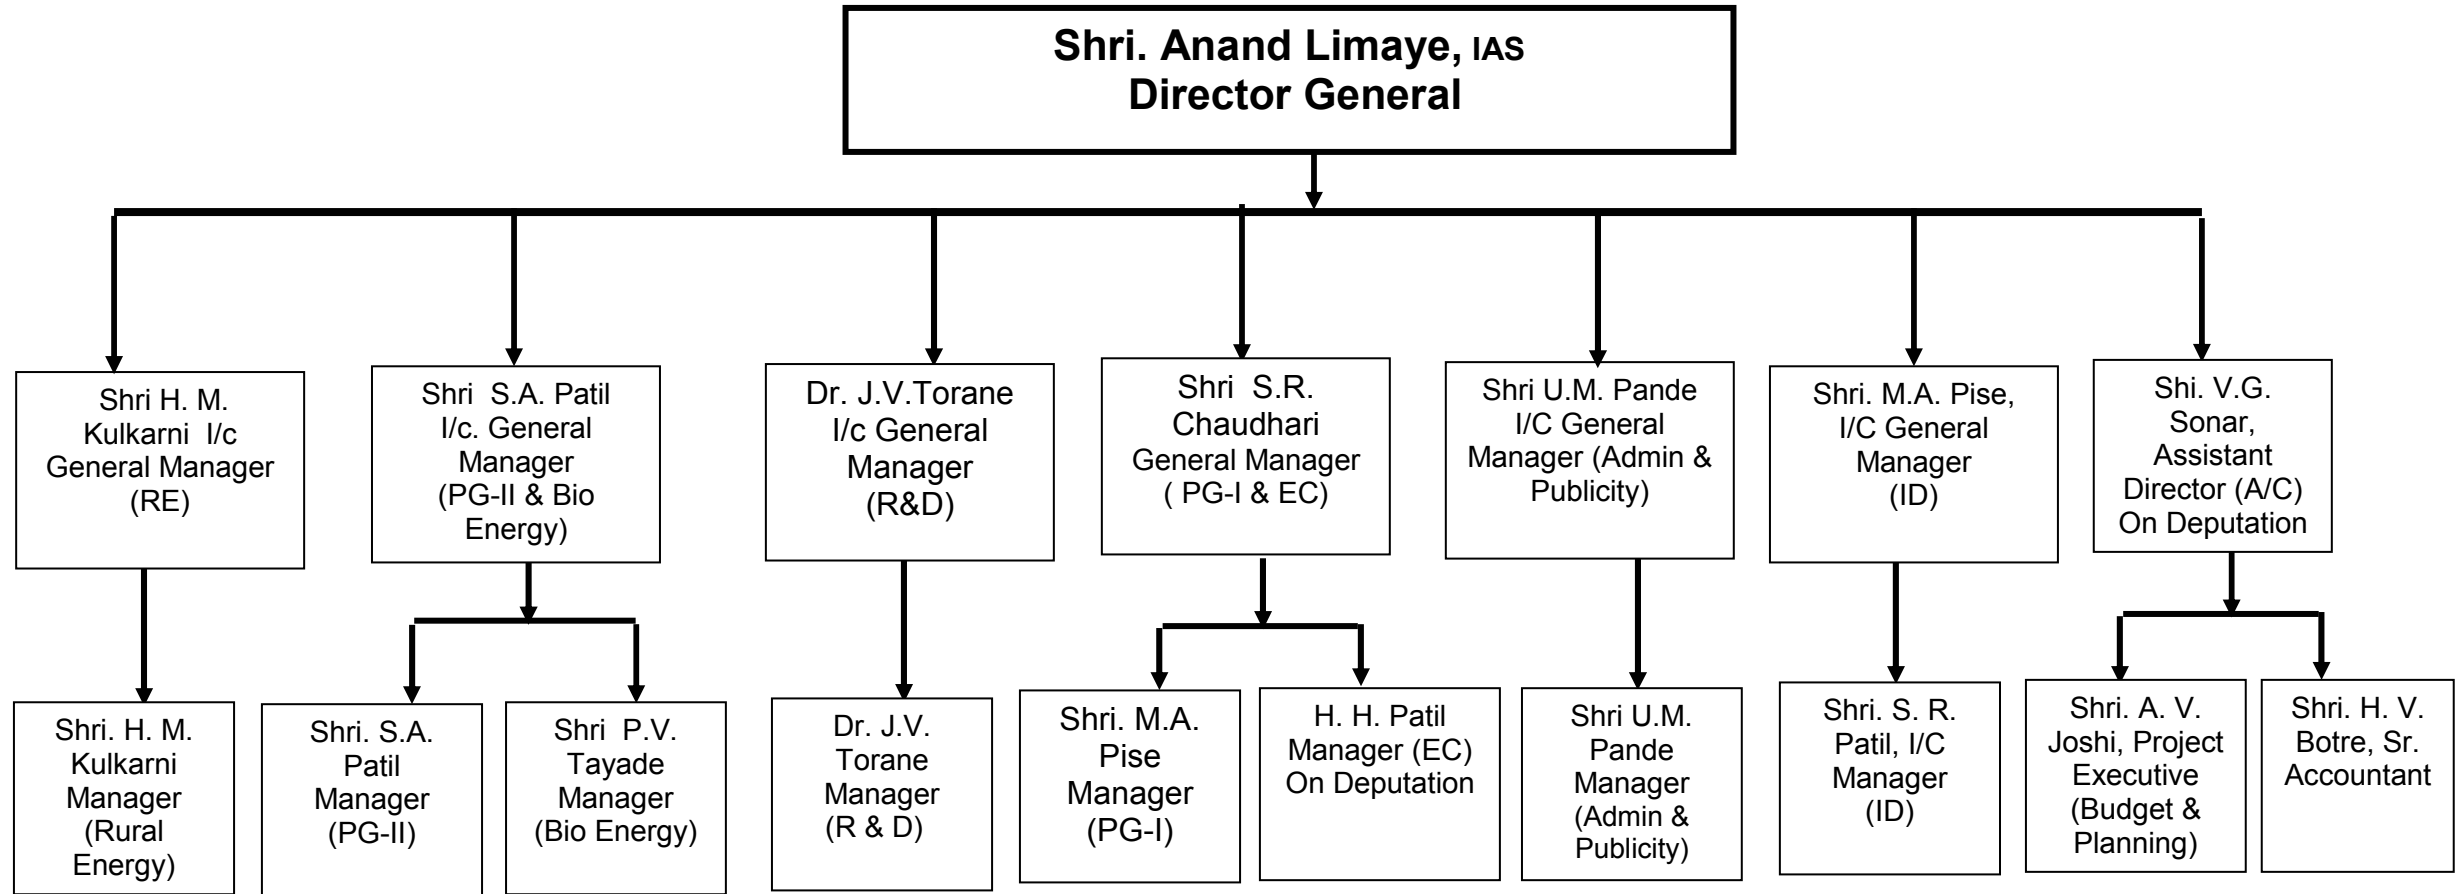 Shri. Anand Limaye, IAS
Director General
Shri H. M.
Kulkarni I/c
General Manager
(RE)
Shri S.A. Patil
I/c. General
Manager
(PG-II & Bio
Energy)
Dr. J.V.Torane
I/c General
Manager
(R&D)
Shri S.R.
Chaudhari
General Manager
( PG-I & EC)
Shri U.M. Pande
I/C General
Manager (Admin &
Publicity)
Shri. M.A. Pise,
I/C General
Manager
(ID)
Shi. V.G.
Sonar,
Assistant
Director (A/C)
On Deputation
Shri. H. M.
Kulkarni
Manager
(Rural
Energy)
Shri. S.A.
Patil
Manager
(PG-II)
Shri P.V.
Tayade
Manager
(Bio Energy)
Dr. J.V.
Torane
Manager
(R & D)
Shri. M.A.
Pise
Manager
(PG-I)
H. H. Patil
Manager (EC)
On Deputation
Shri U.M.
Pande
Manager
(Admin &
Publicity)
Shri. S. R.
Patil, I/C
Manager
(ID)
Shri. A. V.
Joshi, Project
Executive
(Budget &
Planning)
Shri. H. V.
Botre, Sr.
Accountant